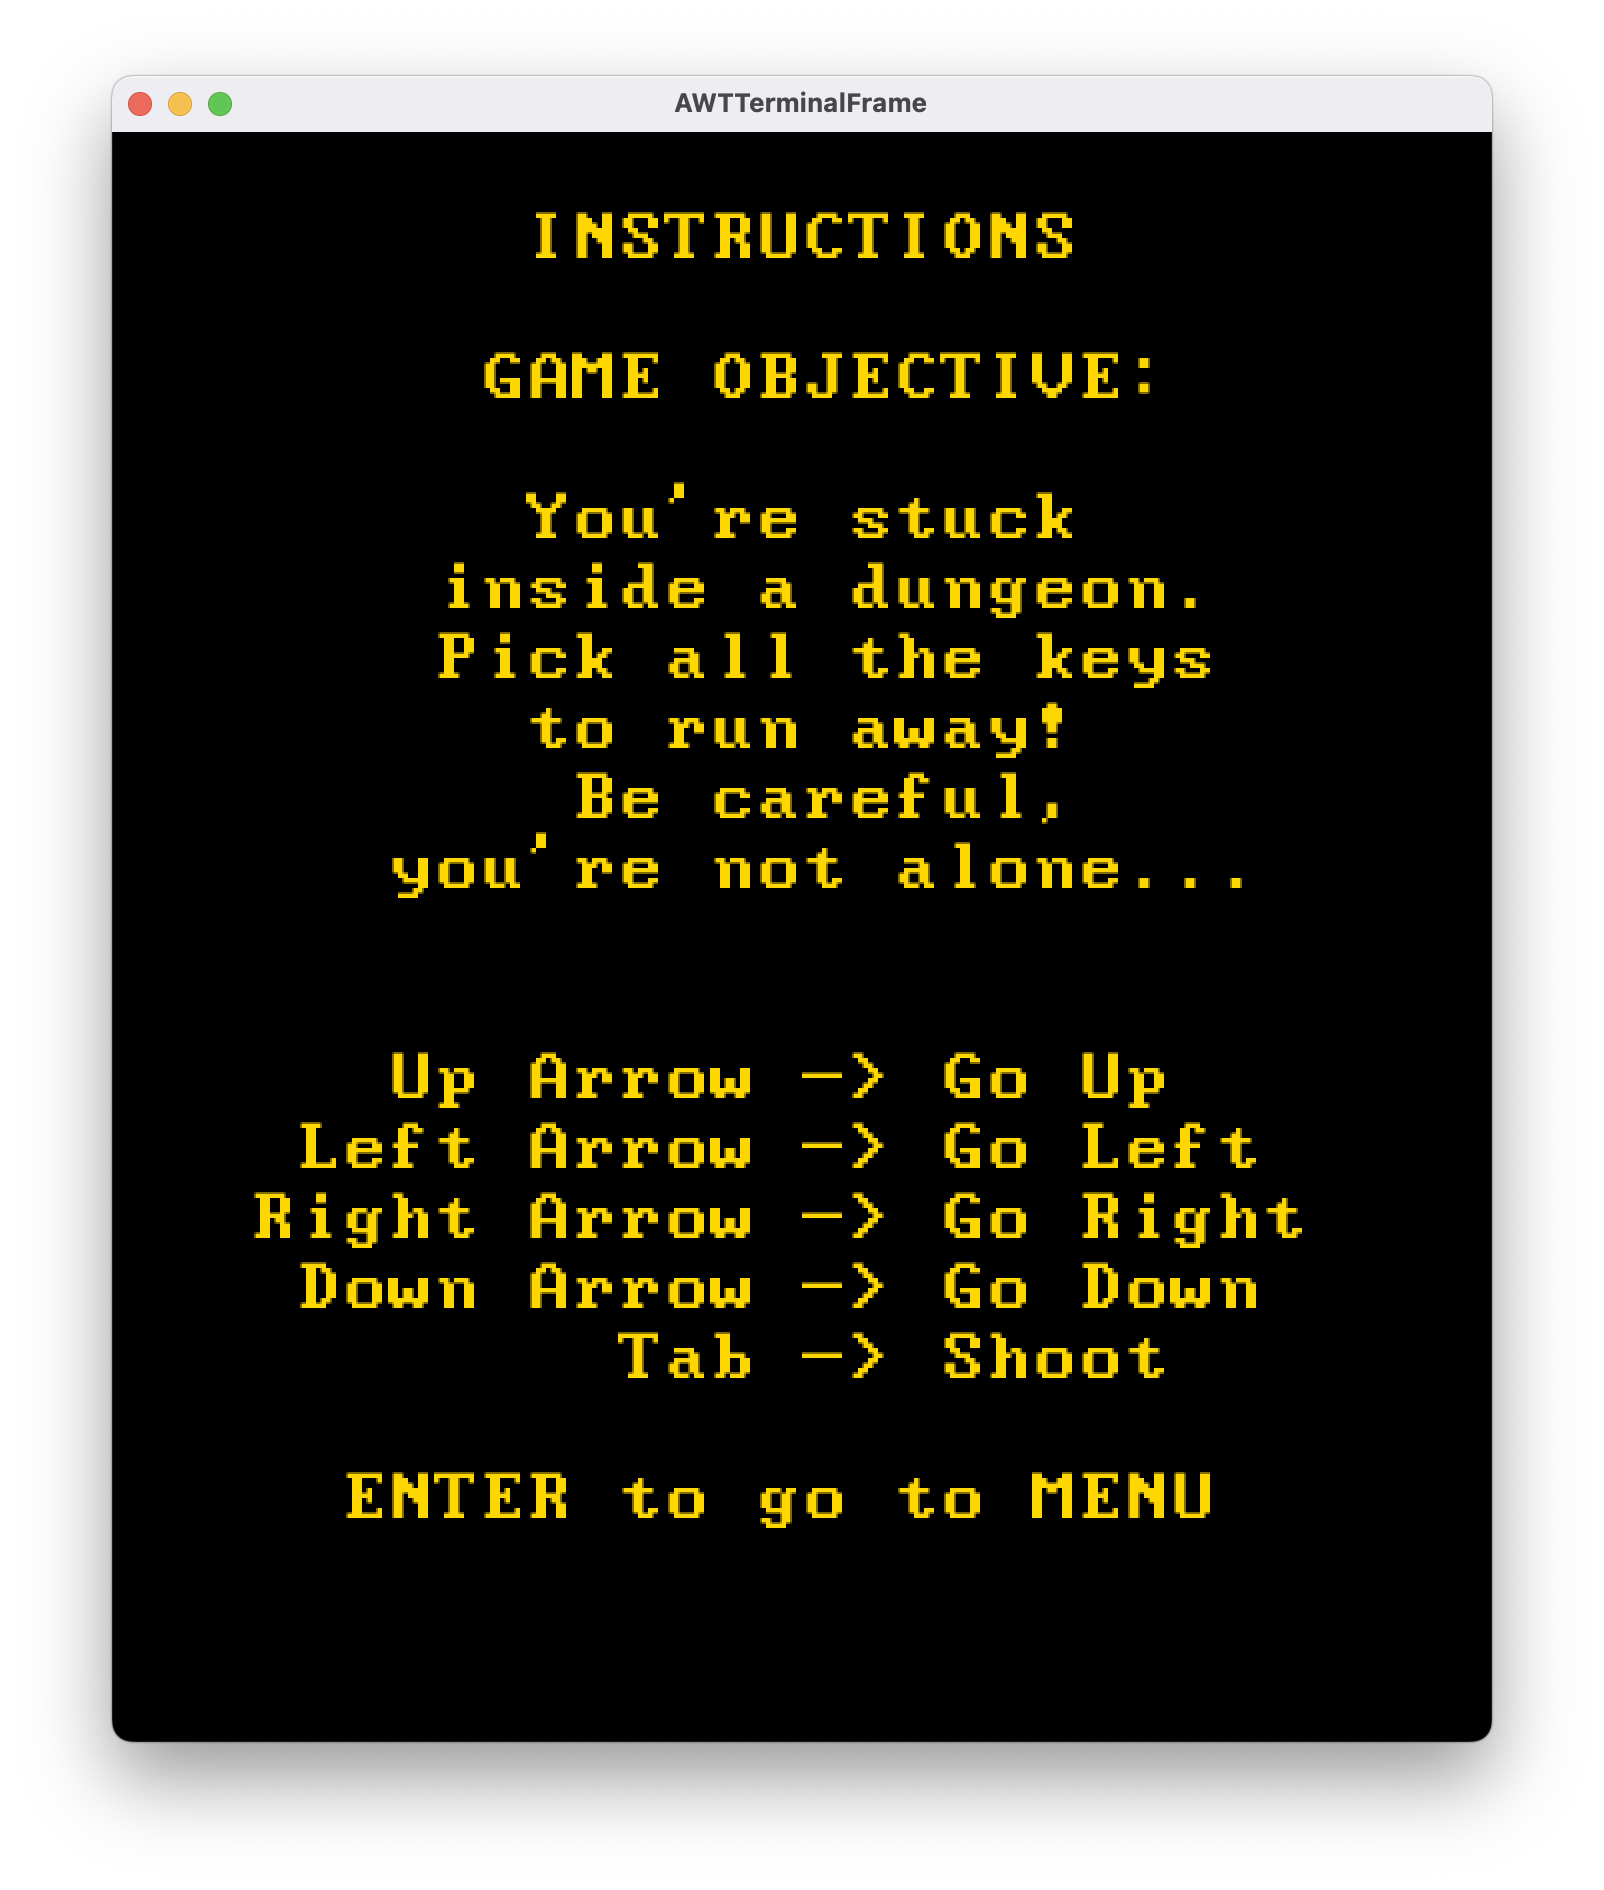 AWTTerminalFrame
INSTRUCTIONS
GAME OBJECTIVE:
You're stuck
inside a dungeon.
Pick all the keys
to run away!
Be careful,
you're not alone...
Up Arrow —> Go Up
Left Arrow —> Go Left
Right Arrow —> Go Right
Down Arrow —> Go Down
Tab —> Shoot
ENTER to go to MENU